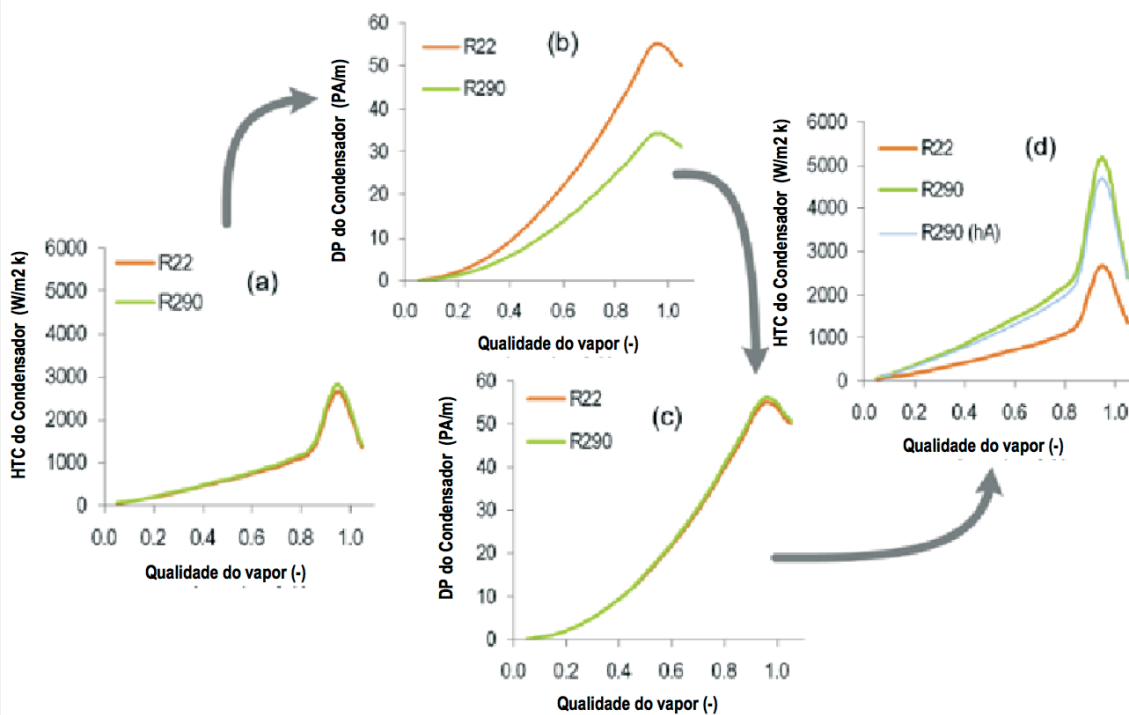 HTC do Condensador (W/m2 k)
6000
5000
4000
3000
2000
1000
0
R22
R290
(a)
0.0 0.2 0.4 0.6 0.8 1.0
Qualidade do vapor (-)
DP do Condensador (PA/m)
60
50
40
30
20
10
0
R22
R290
(b)
0.0 0.2 0.4 0.6 0.8 1.0
Qualidade do vapor (-)
DP do Condensador (PA/m)
60
50
40
30
20
10
0
R22
R290
(c)
0.0 0.2 0.4 0.6 0.8 1.0
Qualidade do vapor (-)
HTC do Condensador (W/m2 k)
6000
5000
4000
3000
2000
1000
0
R22
R290
R290 (hA)
(d)
0.0 0.2 0.4 0.6 0.8 1.0
Qualidade do vapor (-)